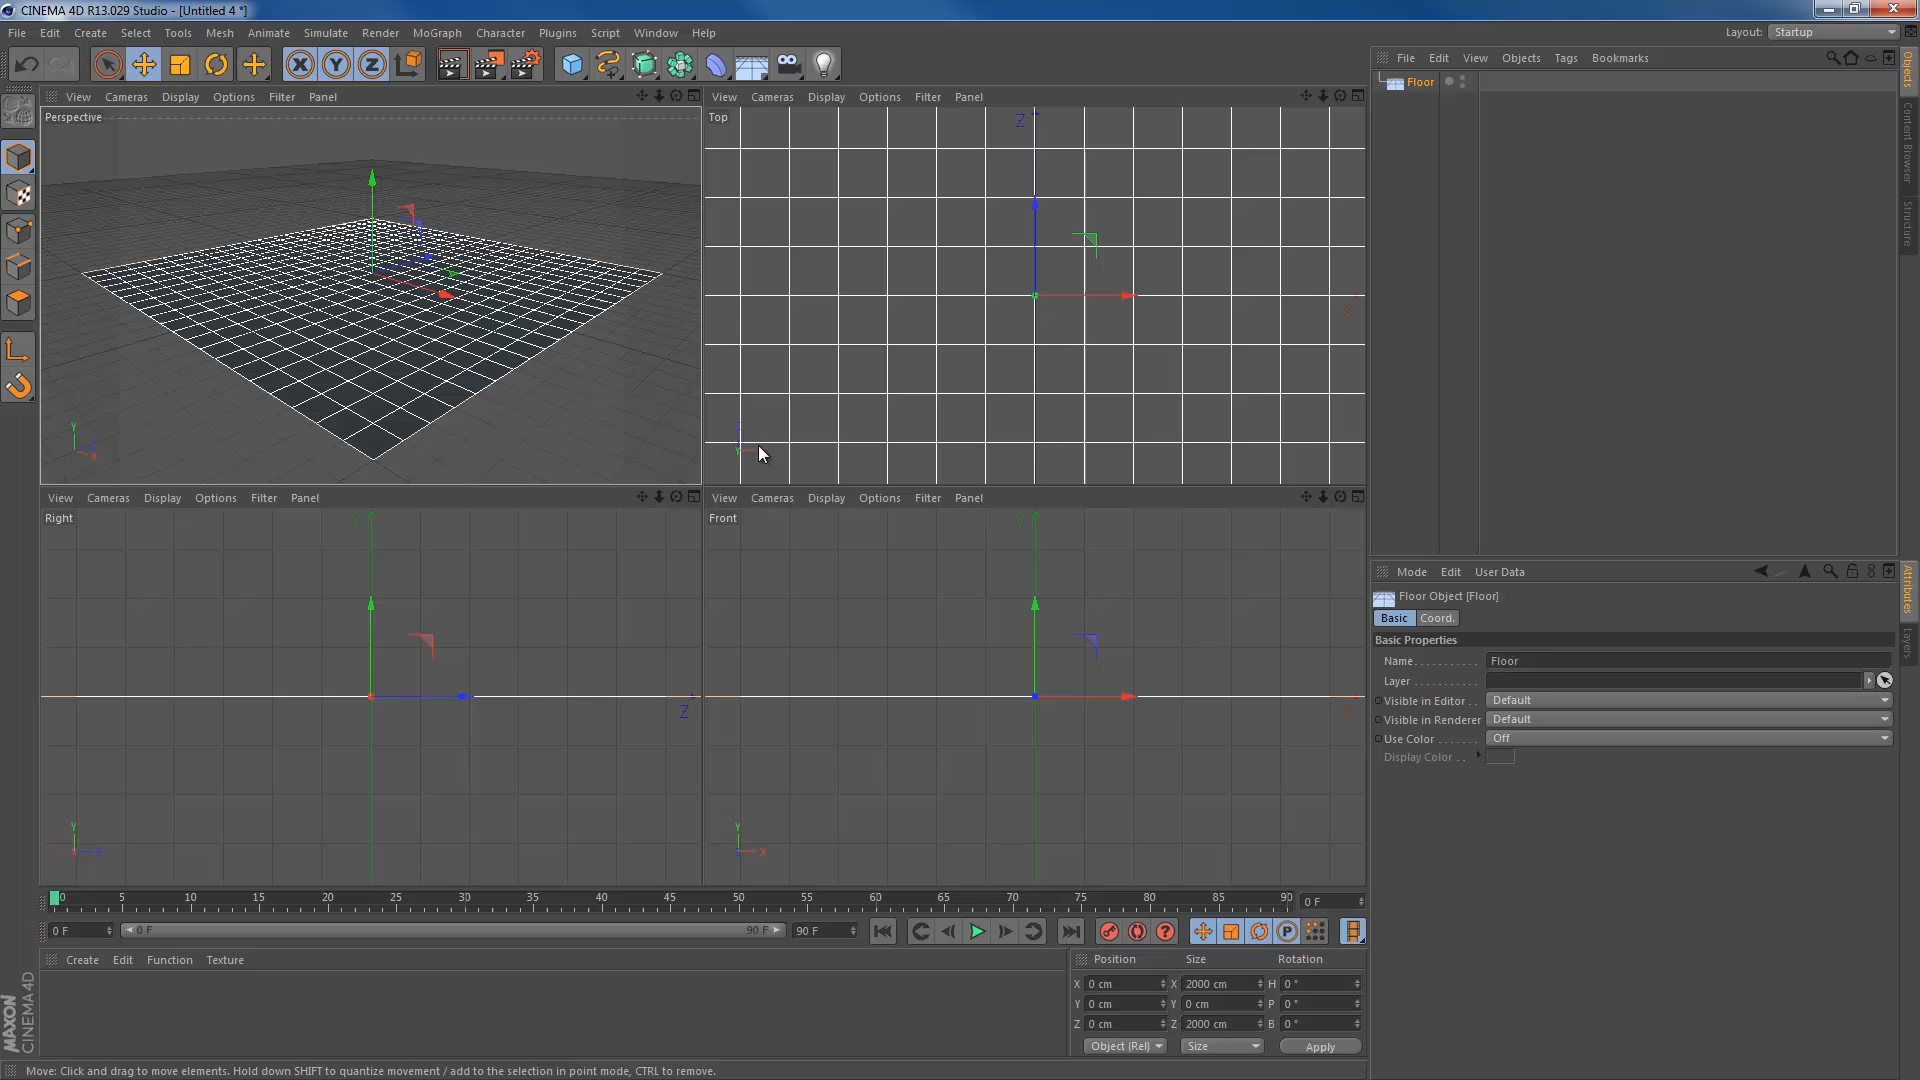 CINEMA 4D R13.029 Studio - [Untitled 4 *]
File Edit Create Select Tools Mesh Animate Simulate Render MoGraph Character Plugins Script Window Help
Layout: Startup
View Cameras Display Options Filter Panel
Perspective
Y
X
View Cameras Display Options Filter Panel
Top
Z
X
Y
View Cameras Display Options Filter Panel
Right
Y
Z
Y
View Cameras Display Options Filter Panel
Front
Y
X
Y
X
File Edit View Objects Tags Bookmarks
Floor
Objects
Content Browser
Structure
Mode Edit User Data
Floor Object [Floor]
Basic Coord.
Basic Properties
Name Floor
Layer
Visible in Editor Default
Visible in Renderer Default
Use Color Off
Display Color
Attributes
Layers
0 5 10 15 20 25 30 35 40 45 50 55 60 65 70 75 80 85 90 0 F
0 F 0 F 90 F 90 F
P
Create Edit Function Texture
Position Size Rotation
X 0 cm X 2000 cm H 0 °
Y 0 cm Y 0 cm P 0 °
Z 0 cm Z 2000 cm B 0 °
Object (Rel) Size Apply
MAXON
CINEMA 4D
Move: Click and drag to move elements. Hold down SHIFT to quantize movement / add to the selection in point mode, CTRL to remove.